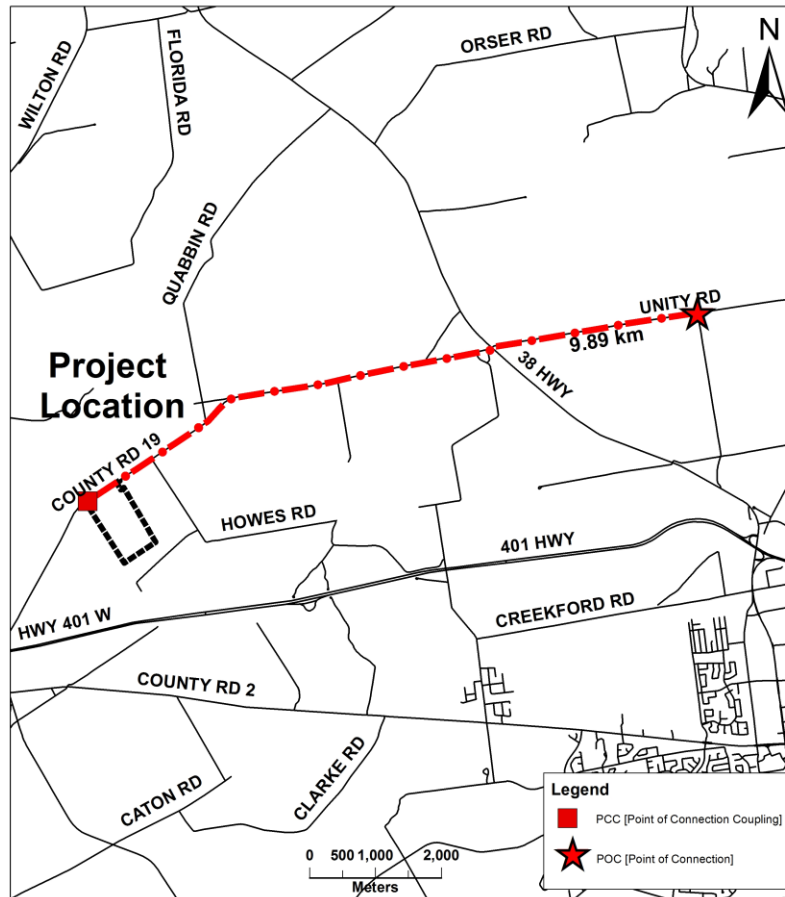 N
ORSER RD
WILTON RD
FLORIDA RD
QUABBIN RD
UNITY RD
9.89 km
38 HWY
Project
Location
COUNTY RD 19
HOWES RD
401 HWY
HWY 401 W
CREEKFORD RD
COUNTY RD 2
CLARKE RD
CATON RD
Legend
PCC [Point of Connection Coupling]
POC [Point of Connection]
0 500 1,000 2,000
Meters